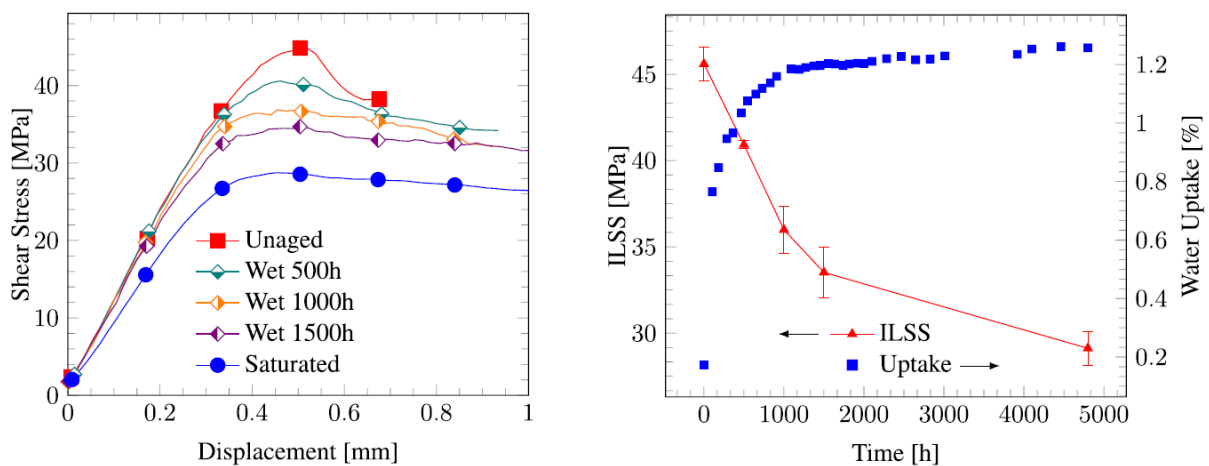 40
30
20
10
0
0
0.2
0.4
0.6
0.8
1
Shear Stress [MPa]
Displacement [mm]
Unaged
Wet 500h
Wet 1000h
Wet 1500h
Saturated
45
40
35
30
ILSS [MPa]
0
1000
2000
3000
4000
5000
Time [h]
1.2
1
0.8
0.6
0.4
0.2
Water Uptake [%]
ILSS
Uptake